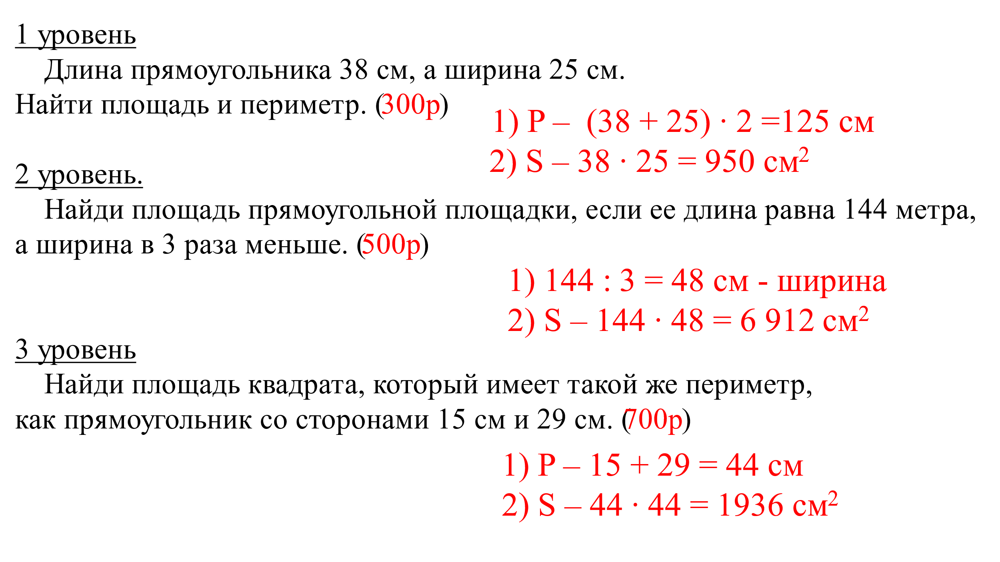 1 уровень
Длина прямоугольника 38 см, а ширина 25 см.
Найти площадь и периметр. (300р)
1) Р – (38 + 25) · 2 =125 см
2) S – 38 · 25 = 950 см²
2 уровень.
Найди площадь прямоугольной площадки, если ее длина равна 144 метра,
а ширина в 3 раза меньше. (500р)
1) 144 : 3 = 48 см - ширина
2) S – 144 · 48 = 6 912 см²
3 уровень
Найди площадь квадрата, который имеет такой же периметр,
как прямоугольник со сторонами 15 см и 29 см. (700р)
1) Р – 15 + 29 = 44 см
2) S – 44 · 44 = 1936 см²